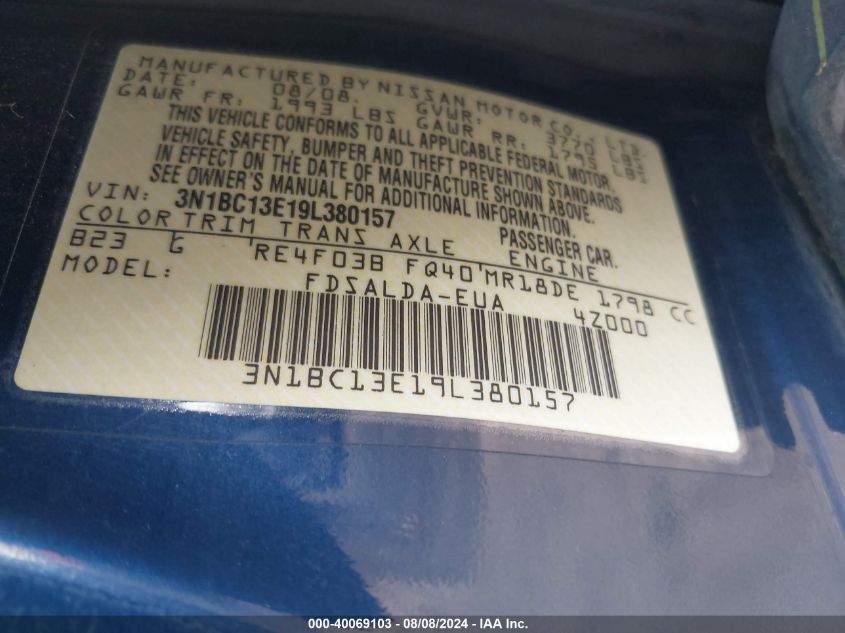 MANUFACTURED BY NISSAN MOTOR CO., LTD.
DATE: 08/08. GVWR: 3770 LBS
GAWR FR: 1993 LBS GAWR RR: 1795 LBS
THIS VEHICLE CONFORMS TO ALL APPLICABLE FEDERAL MOTOR
VEHICLE SAFETY, BUMPER AND THEFT PREVENTION STANDARDS
IN EFFECT ON THE DATE OF MANUFACTURE SHOWN ABOVE.
SEE OWNER'S MANUAL FOR ADDITIONAL INFORMATION.
VIN: 3N1BC13E19L380157 PASSENGER CAR.
COLOR TRIM TRANS AXLE ENGINE
B23 G RE4F03B FQ40 MR18DE 1798 CC
MODEL: FDSALDA-EUA 4Z000
3N1BC13E19L380157
000-40069103 - 08/08/2024 - IAA Inc.